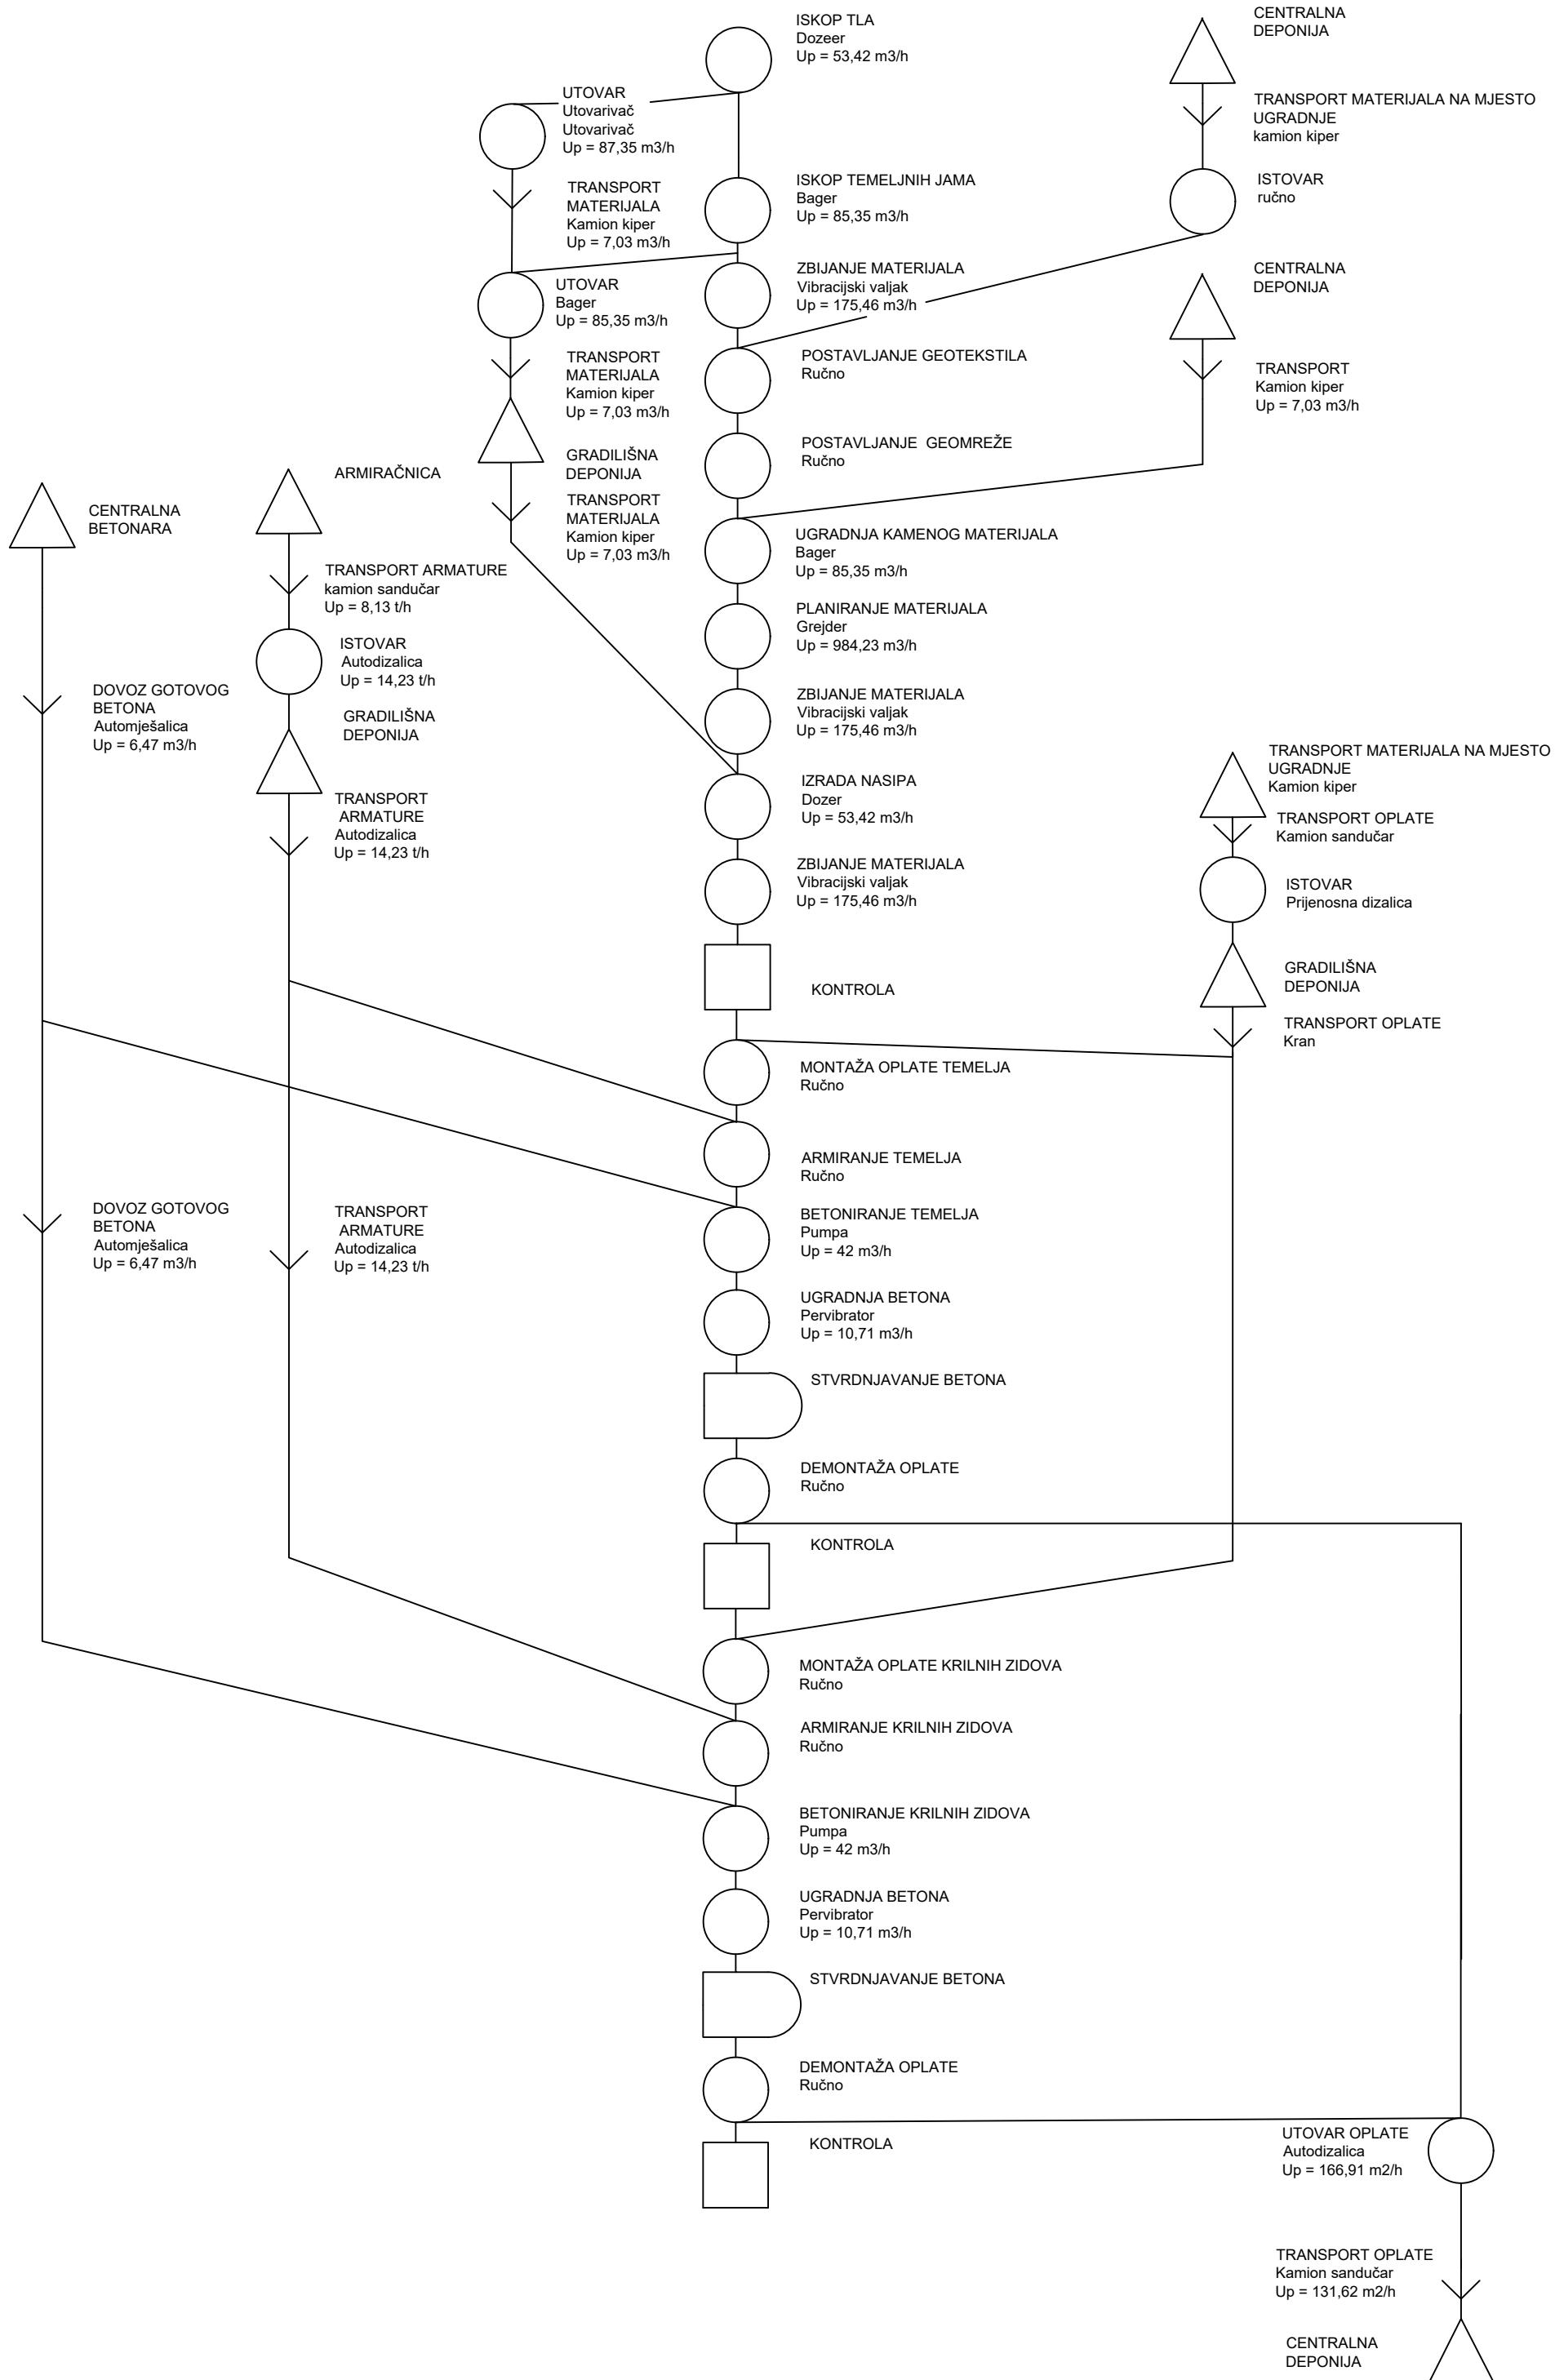 ISKOP TLA
Dozeer
Up = 53,42 m3/h
CENTRALNA
DEPONIJA
UTOVAR
Utovarivač
Utovarivač
Up = 87,35 m3/h
TRANSPORT MATERIJALA NA MJESTO
UGRADNJE
kamion kiper
TRANSPORT
MATERIJALA
Kamion kiper
Up = 7,03 m3/h
ISKOP TEMELJNIH JAMA
Bager
Up = 85,35 m3/h
ISTOVAR
ručno
UTOVAR
Bager
Up = 85,35 m3/h
ZBIJANJE MATERIJALA
Vibracijski valjak
Up = 175,46 m3/h
CENTRALNA
DEPONIJA
TRANSPORT
MATERIJALA
Kamion kiper
Up = 7,03 m3/h
POSTAVLJANJE GEOTEKSTILA
Ručno
TRANSPORT
Kamion kiper
Up = 7,03 m3/h
GRADILIŠNA
DEPONIJA
POSTAVLJANJE  GEOMREŽE
Ručno
ARMIRAČNICA
CENTRALNA
BETONARA
TRANSPORT
MATERIJALA
Kamion kiper
Up = 7,03 m3/h
UGRADNJA KAMENOG MATERIJALA
Bager
Up = 85,35 m3/h
TRANSPORT ARMATURE
kamion sandučar
Up = 8,13 t/h
PLANIRANJE MATERIJALA
Grejder
Up = 984,23 m3/h
ISTOVAR
Autodizalica
Up = 14,23 t/h
DOVOZ GOTOVOG
BETONA
Automješalica
Up = 6,47 m3/h
GRADILIŠNA
DEPONIJA
ZBIJANJE MATERIJALA
Vibracijski valjak
Up = 175,46 m3/h
TRANSPORT MATERIJALA NA MJESTO
UGRADNJE
Kamion kiper
TRANSPORT
ARMATURE
Autodizalica
Up = 14,23 t/h
IZRADA NASIPA
Dozer
Up = 53,42 m3/h
TRANSPORT OPLATE
Kamion sandučar
ZBIJANJE MATERIJALA
Vibracijski valjak
Up = 175,46 m3/h
ISTOVAR
Prijenosna dizalica
KONTROLA
GRADILIŠNA
DEPONIJA
TRANSPORT OPLATE
Kran
MONTAŽA OPLATE TEMELJA
Ručno
ARMIRANJE TEMELJA
Ručno
DOVOZ GOTOVOG
BETONA
Automješalica
Up = 6,47 m3/h
TRANSPORT
ARMATURE
Autodizalica
Up = 14,23 t/h
BETONIRANJE TEMELJA
Pumpa
Up = 42 m3/h
UGRADNJA BETONA
Pervibrator
Up = 10,71 m3/h
STVRDNJAVANJE BETONA
DEMONTAŽA OPLATE
Ručno
KONTROLA
MONTAŽA OPLATE KRILNIH ZIDOVA
Ručno
ARMIRANJE KRILNIH ZIDOVA
Ručno
BETONIRANJE KRILNIH ZIDOVA
Pumpa
Up = 42 m3/h
UGRADNJA BETONA
Pervibrator
Up = 10,71 m3/h
STVRDNJAVANJE BETONA
DEMONTAŽA OPLATE
Ručno
KONTROLA
UTOVAR OPLATE
Autodizalica
Up = 166,91 m2/h
TRANSPORT OPLATE
Kamion sandučar
Up = 131,62 m2/h
CENTRALNA
DEPONIJA